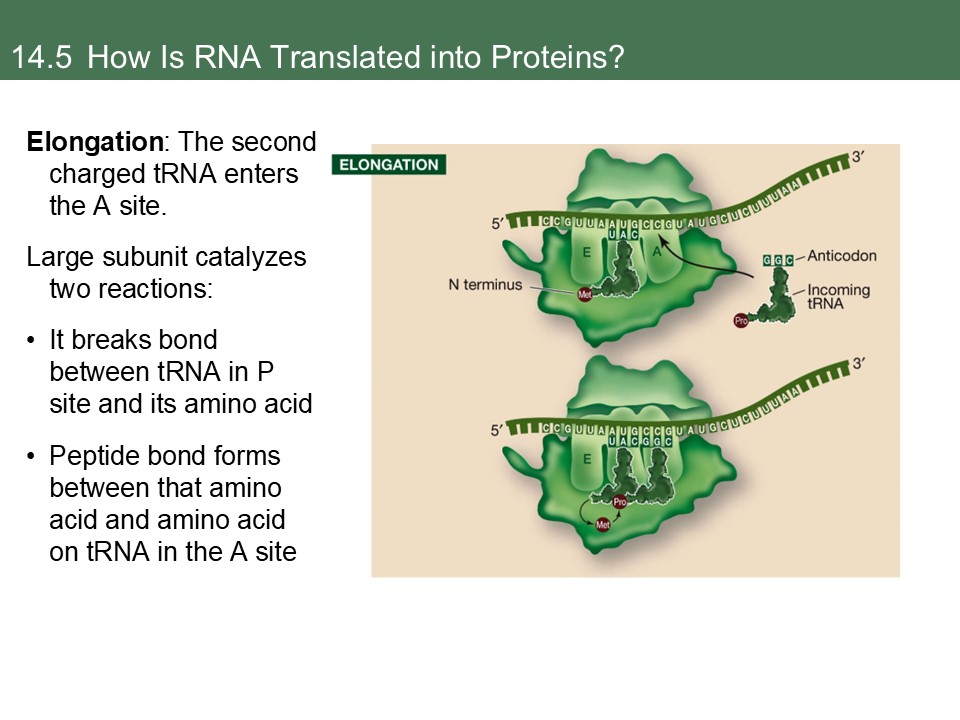 14.5 How Is RNA Translated into Proteins?
Elongation: The second
charged tRNA enters
the A site.
Large subunit catalyzes
two reactions:
• It breaks bond
between tRNA in P
site and its amino acid
• Peptide bond forms
between that amino
acid and amino acid
on tRNA in the A site
ELONGATION
3′
5′
CCGUUAAUGCCGUAUGCUCUUUAA
UAC
E
A
GGC
Anticodon
N terminus
Met
Incoming
tRNA
Pro
3′
5′
CCGUUAAUGCCGUAUGCUCUUUAA
UACGGC
E
Pro
Met